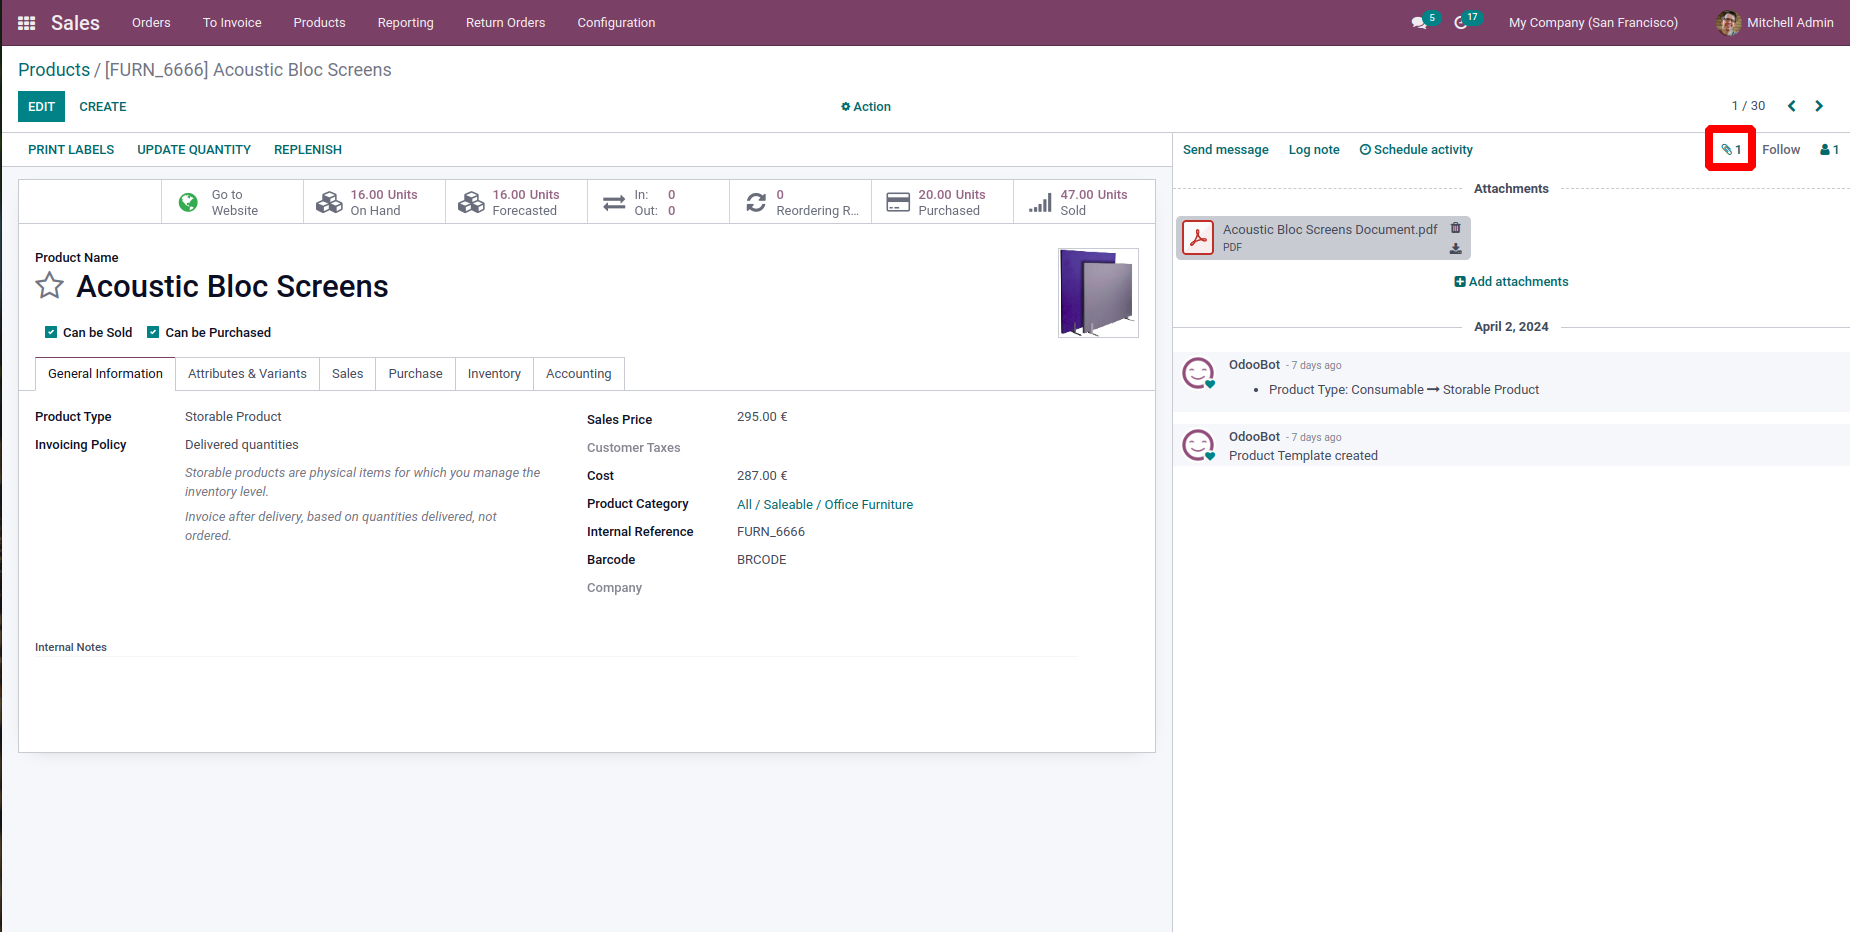 Sales Orders To Invoice Products Reporting Return Orders Configuration 5 17 My Company (San Francisco) Mitchell Admin
Products / [FURN_6666] Acoustic Bloc Screens
EDIT CREATE Action 1 / 30
PRINT LABELS UPDATE QUANTITY REPLENISH
Go to Website
16.00 Units On Hand
16.00 Units Forecasted
In: 0
Out: 0
0 Reordering R...
20.00 Units Purchased
47.00 Units Sold
Product Name
Acoustic Bloc Screens
Can be Sold Can be Purchased
General Information Attributes & Variants Sales Purchase Inventory Accounting
Product Type Storable Product
Invoicing Policy Delivered quantities
Storable products are physical items for which you manage the
inventory level.
Invoice after delivery, based on quantities delivered, not
ordered.
Sales Price 295.00 €
Customer Taxes
Cost 287.00 €
Product Category All / Saleable / Office Furniture
Internal Reference FURN_6666
Barcode BRCODE
Company
Internal Notes
Send message Log note Schedule activity 1 Follow 1
Attachments
Acoustic Bloc Screens Document.pdf
PDF
Add attachments
April 2, 2024
OdooBot - 7 days ago
• Product Type: Consumable → Storable Product
OdooBot - 7 days ago
Product Template created